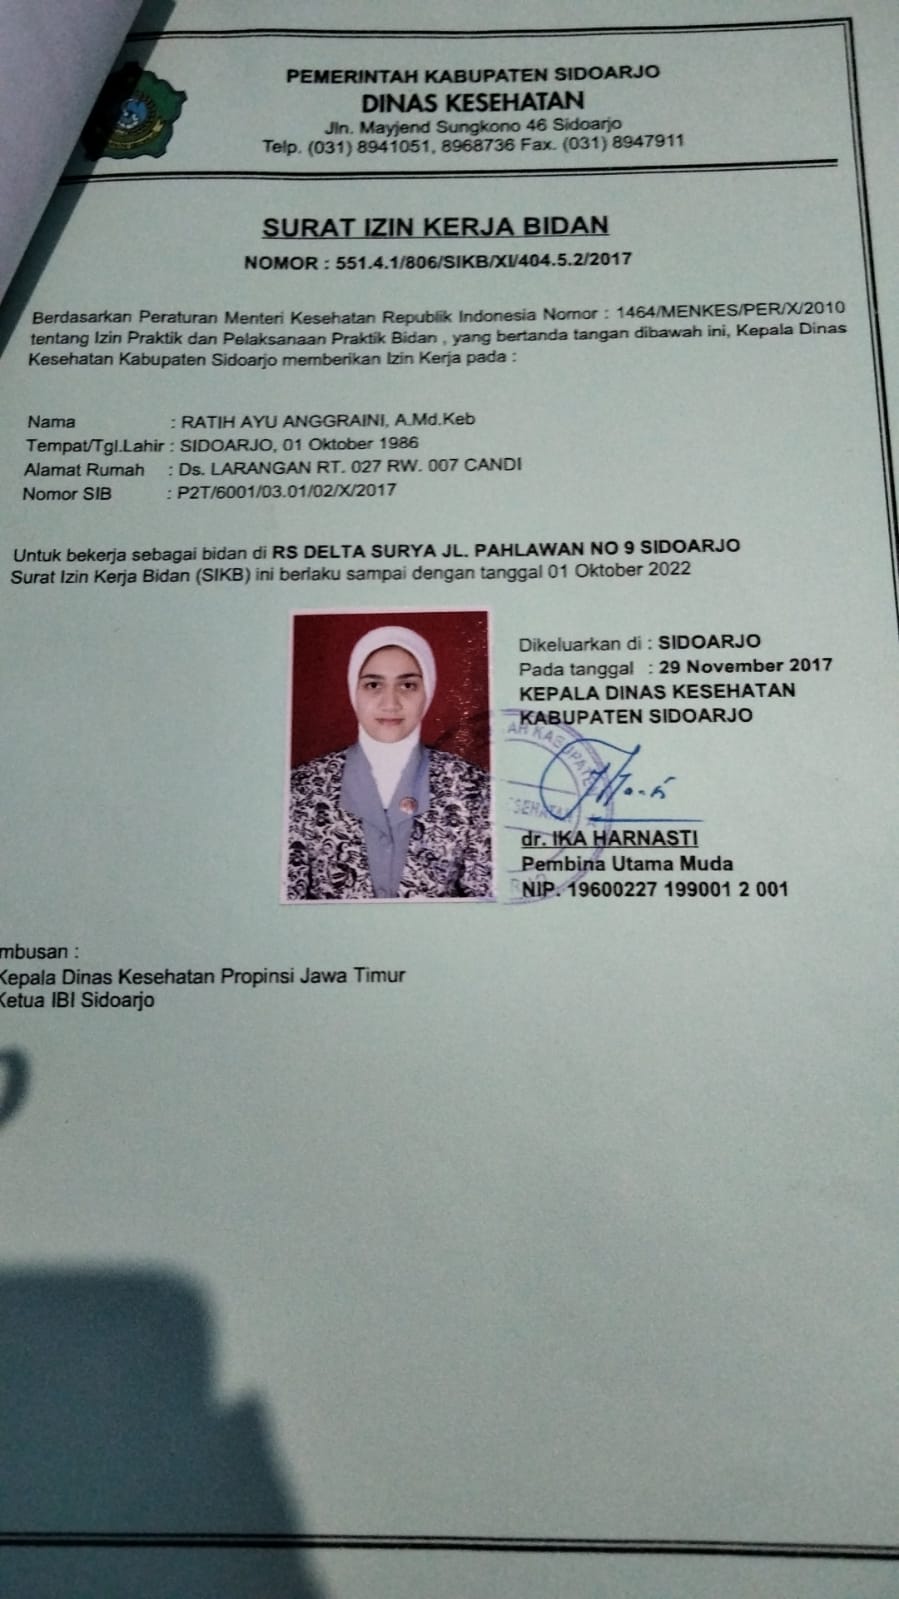 PEMERINTAH KABUPATEN SIDOARJO
DINAS KESEHATAN
Jln. Mayjend Sungkono 46 Sidoarjo
Telp. (031) 8941051, 8968736 Fax. (031) 8947911
SURAT IZIN KERJA BIDAN
NOMOR : 551.4.1/806/SIKB/XI/404.5.2/2017
Berdasarkan Peraturan Menteri Kesehatan Republik Indonesia Nomor : 1464/MENKES/PER/X/2010
tentang Izin Praktik dan Pelaksanaan Praktik Bidan , yang bertanda tangan dibawah ini, Kepala Dinas
Kesehatan Kabupaten Sidoarjo memberikan Izin Kerja pada :
Nama : RATIH AYU ANGGRAINI, A.Md.Keb
Tempat/Tgl.Lahir : SIDOARJO, 01 Oktober 1986
Alamat Rumah : Ds. LARANGAN RT. 027 RW. 007 CANDI
Nomor SIB : P2T/6001/03.01/02/X/2017
Untuk bekerja sebagai bidan di RS DELTA SURYA JL. PAHLAWAN NO 9 SIDOARJO
Surat Izin Kerja Bidan (SIKB) ini berlaku sampai dengan tanggal 01 Oktober 2022
Dikeluarkan di : SIDOARJO
Pada tanggal : 29 November 2017
KEPALA DINAS KESEHATAN
KABUPATEN SIDOARJO
AH KABUPATE
SEHATAN
dr. IKA HARNASTI
Pembina Utama Muda
NIP. 19600227 199001 2 001
mbusan :
Kepala Dinas Kesehatan Propinsi Jawa Timur
Ketua IBI Sidoarjo